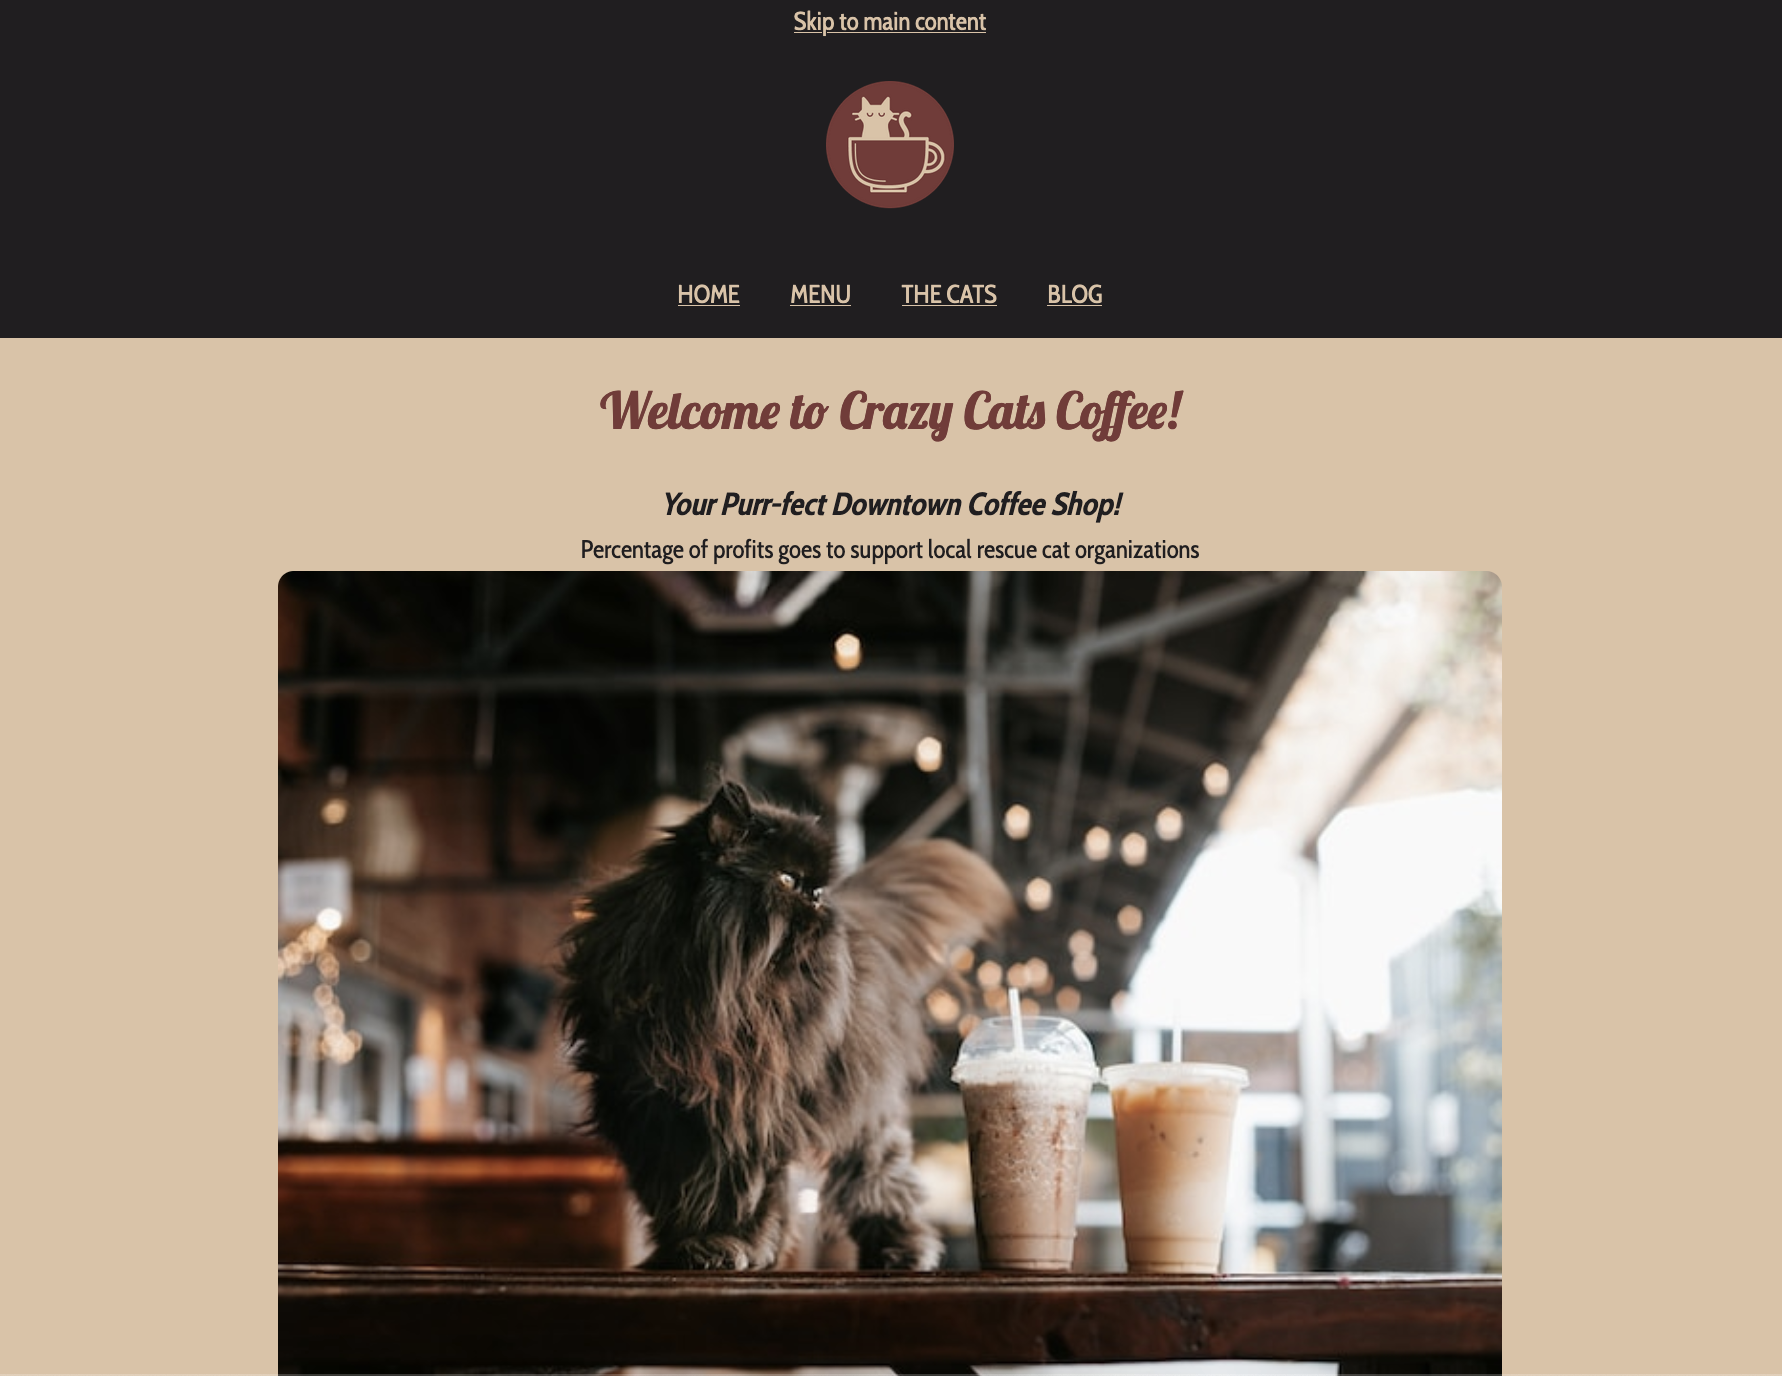 Skip to main content
HOME MENU THE CATS BLOG
Welcome to Crazy Cats Coffee!
Your Purr-fect Downtown Coffee Shop!
Percentage of profits goes to support local rescue cat organizations